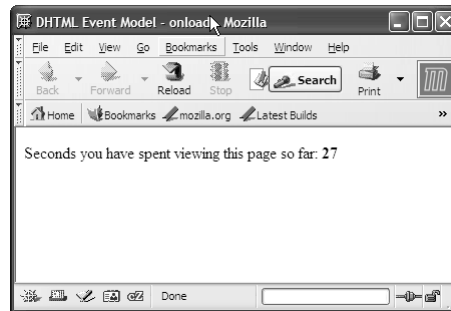 DHTML Event Model - onload - Mozilla
File Edit View Go Bookmarks Tools Window Help
Back Forward Reload Stop Search Print
Home Bookmarks mozilla.org Latest Builds »
Seconds you have spent viewing this page so far: 27
Done